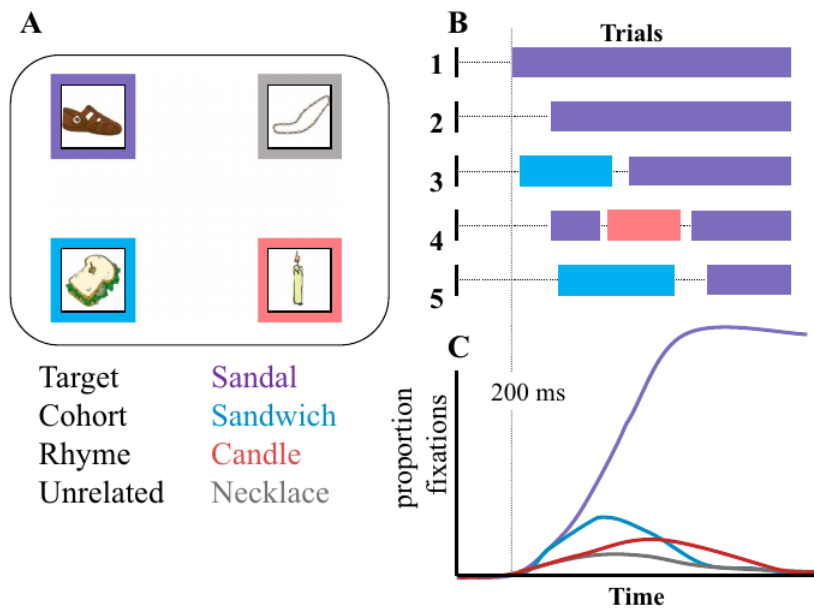 A
B
Trials
1
2
3
4
5
Target Sandal
Cohort Sandwich
Rhyme Candle
Unrelated Necklace
C
200 ms
proportion
fixations
Time